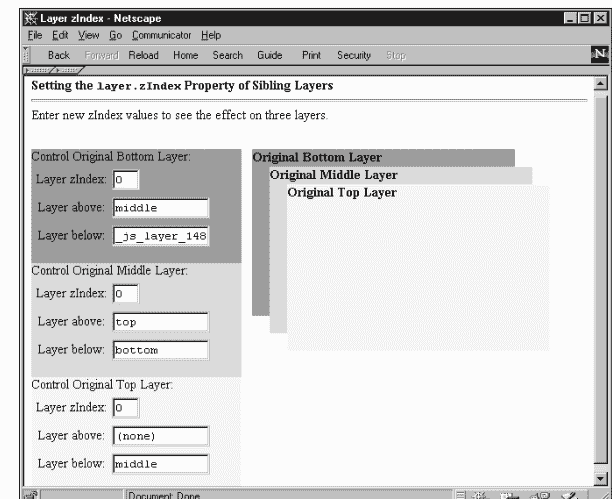 Layer zIndex - Netscape
File Edit View Go Communicator Help
Back Forward Reload Home Search Guide Print Security Stop
N
Setting the layer.zIndex Property of Sibling Layers
Enter new zIndex values to see the effect on three layers.
Control Original Bottom Layer:
Layer zIndex: 0
Layer above: middle
Layer below: _js_layer_148
Control Original Middle Layer:
Layer zIndex: 0
Layer above: top
Layer below: bottom
Control Original Top Layer:
Layer zIndex: 0
Layer above: (none)
Layer below: middle
Original Bottom Layer
Original Middle Layer
Original Top Layer
Document: Done